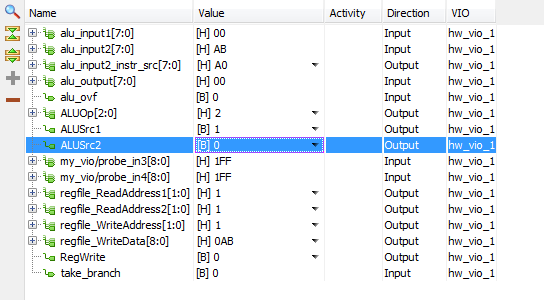 Name Value Activity Direction VIO
alu_input1[7:0] [H] 00 Input hw_vio_1
alu_input2[7:0] [H] AB Input hw_vio_1
alu_input2_instr_src[7:0] [H] A0 Output hw_vio_1
alu_output[7:0] [H] 00 Input hw_vio_1
alu_ovf [B] 0 Input hw_vio_1
ALUOp[2:0] [H] 2 Output hw_vio_1
ALUSrc1 [B] 1 Output hw_vio_1
ALUSrc2 [B] 0 Output hw_vio_1
my_vio/probe_in3[8:0] [H] 1FF Input hw_vio_1
my_vio/probe_in4[8:0] [H] 1FF Input hw_vio_1
regfile_ReadAddress1[1:0] [H] 1 Output hw_vio_1
regfile_ReadAddress2[1:0] [H] 1 Output hw_vio_1
regfile_WriteAddress[1:0] [H] 1 Output hw_vio_1
regfile_WriteData[8:0] [H] 0AB Output hw_vio_1
RegWrite [B] 0 Output hw_vio_1
take_branch [B] 0 Input hw_vio_1